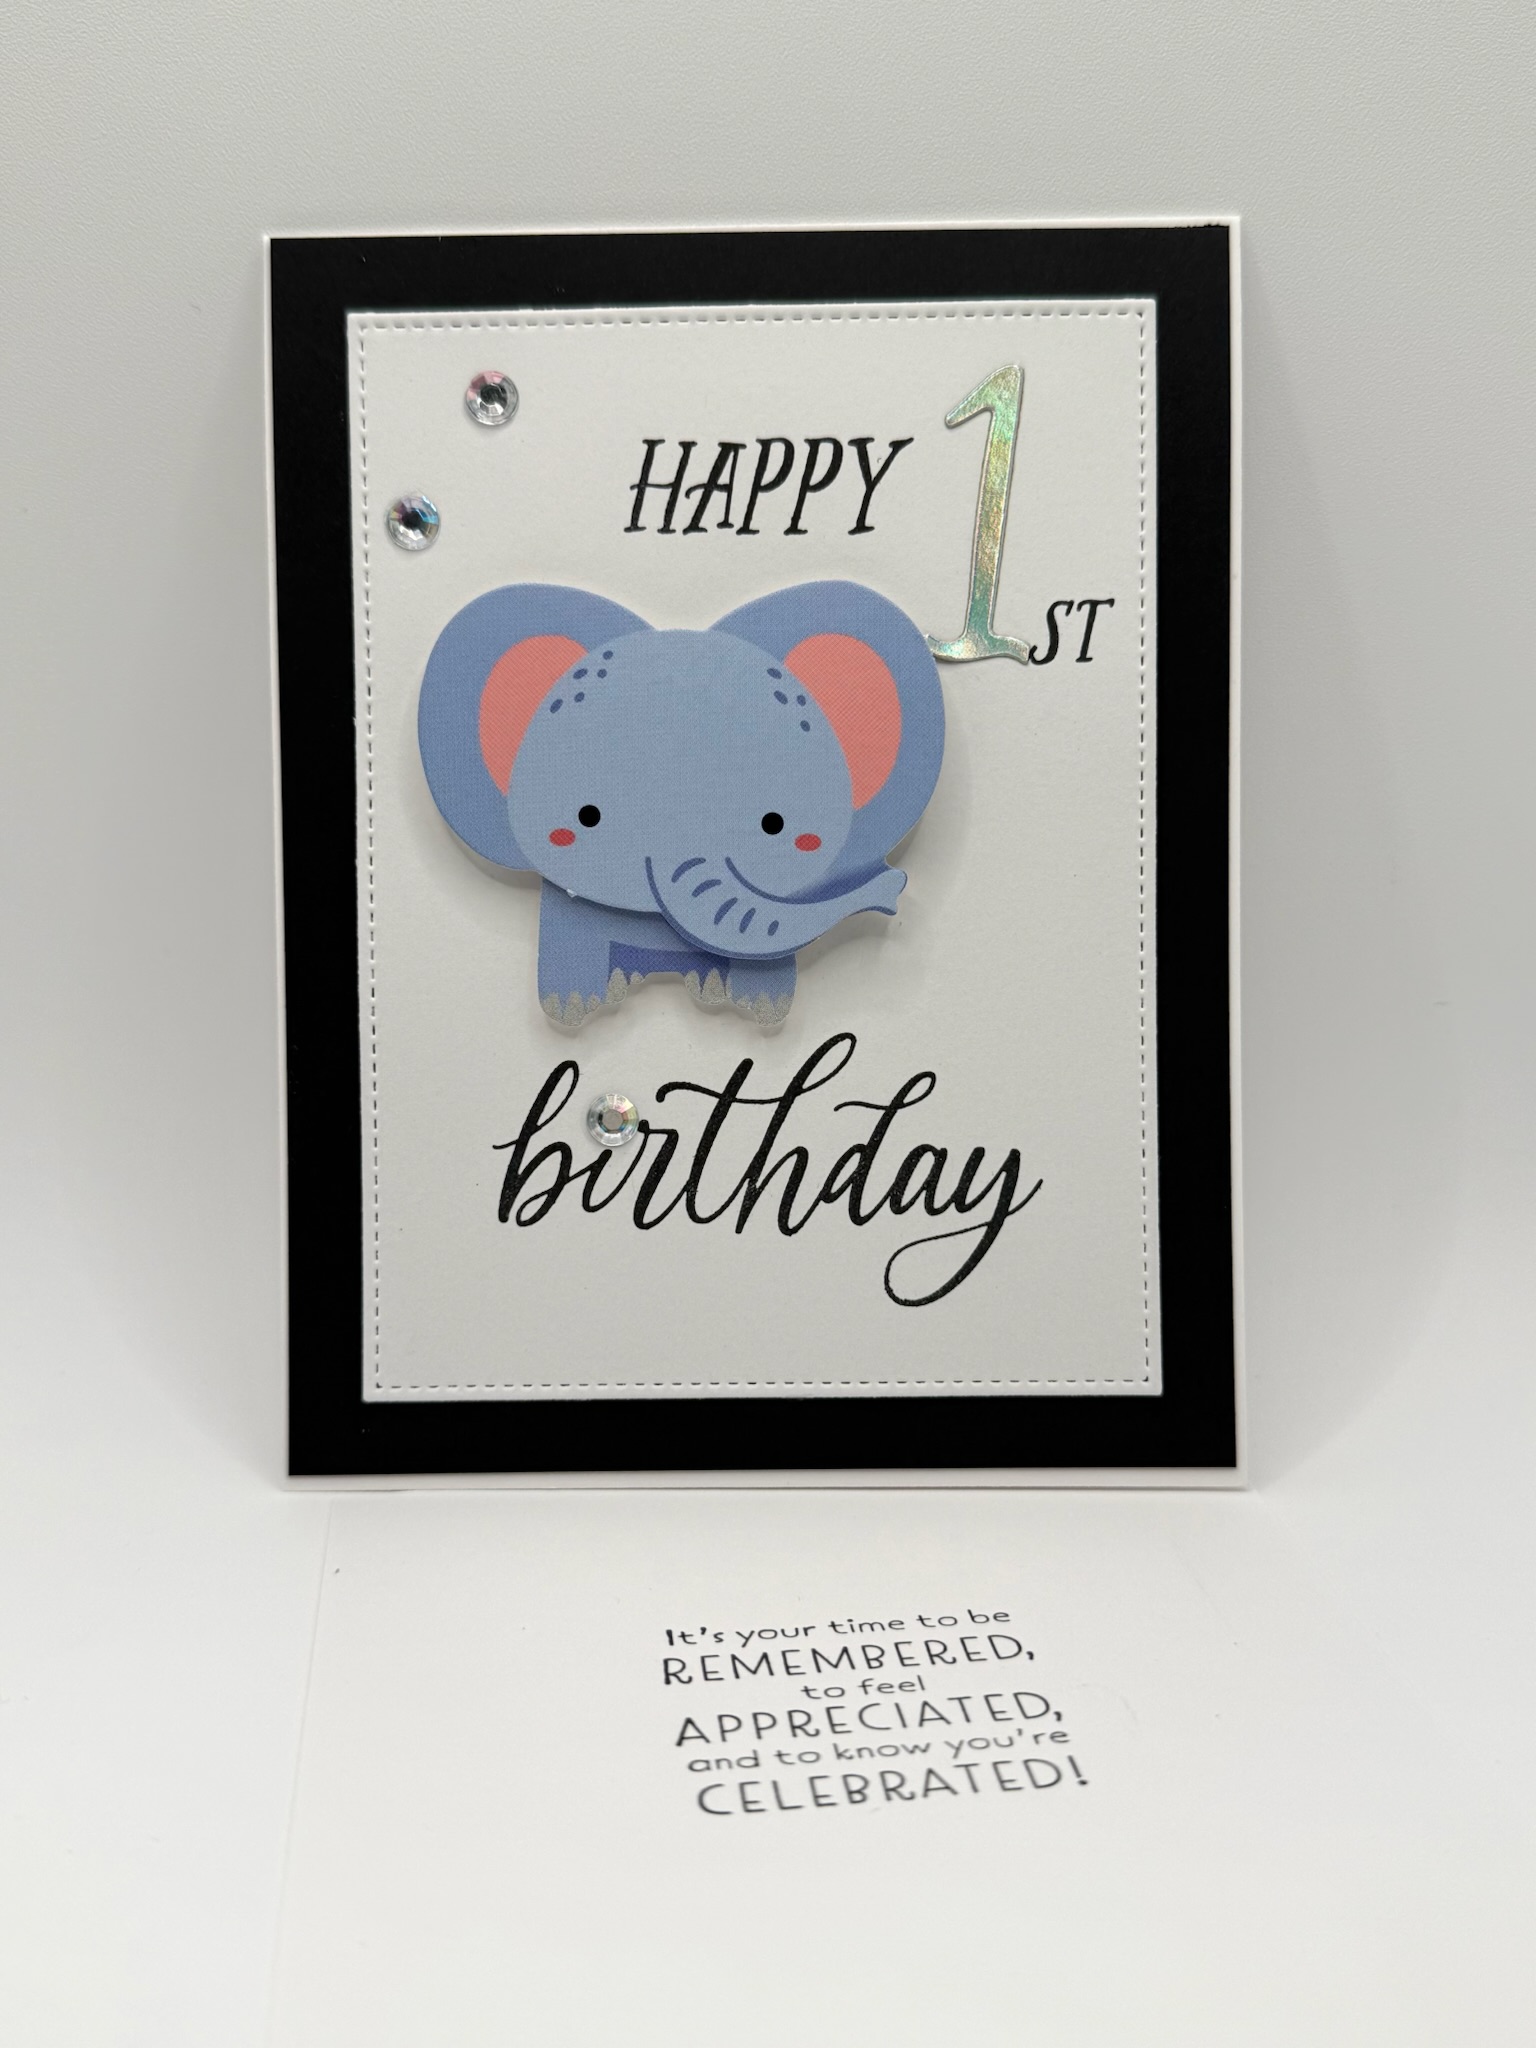 HAPPY 1ST
birthday
It's your time to be
REMEMBERED,
to feel
APPRECIATED,
and to know you're
CELEBRATED!